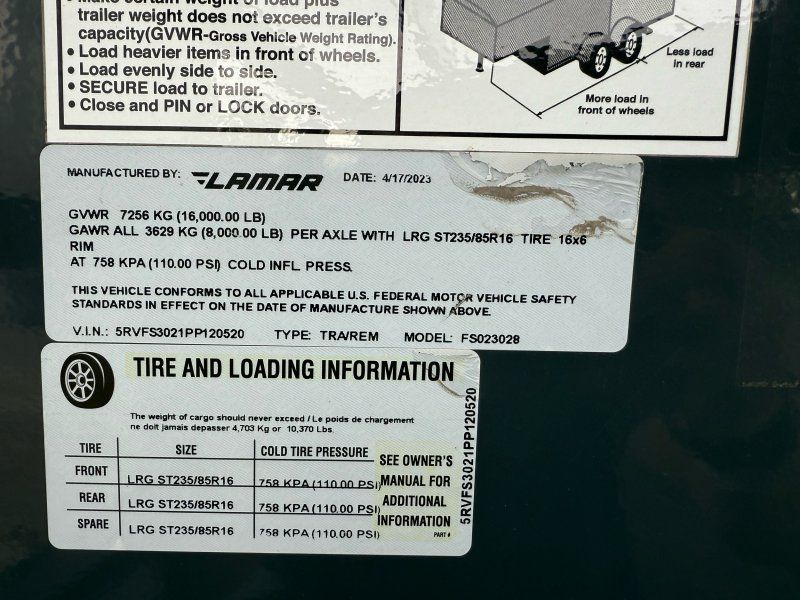 • Make certain weight of load plus
trailer weight does not exceed trailer's
capacity(GVWR-Gross Vehicle Weight Rating).
• Load heavier items in front of wheels.
• Load evenly side to side.
• SECURE load to trailer.
• Close and PIN or LOCK doors.
Less load
in rear
More load in
front of wheels
MANUFACTURED BY: LAMAR DATE: 4/17/2023
GVWR 7256 KG (16,000.00 LB)
GAWR ALL 3629 KG (8,000.00 LB) PER AXLE WITH LRG ST235/85R16 TIRE 16x6
RIM
AT 758 KPA (110.00 PSI) COLD INFL. PRESS.
THIS VEHICLE CONFORMS TO ALL APPLICABLE U.S. FEDERAL MOTOR VEHICLE SAFETY
STANDARDS IN EFFECT ON THE DATE OF MANUFACTURE SHOWN ABOVE.
V.I.N.: 5RVFS3021PP120520 TYPE: TRA/REM MODEL: FS023028
TIRE AND LOADING INFORMATION
The weight of cargo should never exceed / Le poids de chargement
ne doit jamais depasser 4,703 Kg or 10,370 Lbs.
TIRE SIZE COLD TIRE PRESSURE
FRONT LRG ST235/85R16 758 KPA (110.00 PSI)
REAR LRG ST235/85R16 758 KPA (110.00 PSI)
SPARE LRG ST235/85R16 758 KPA (110.00 PSI)
SEE OWNER'S
MANUAL FOR
ADDITIONAL
INFORMATION
PART #
5RVFS3021PP120520